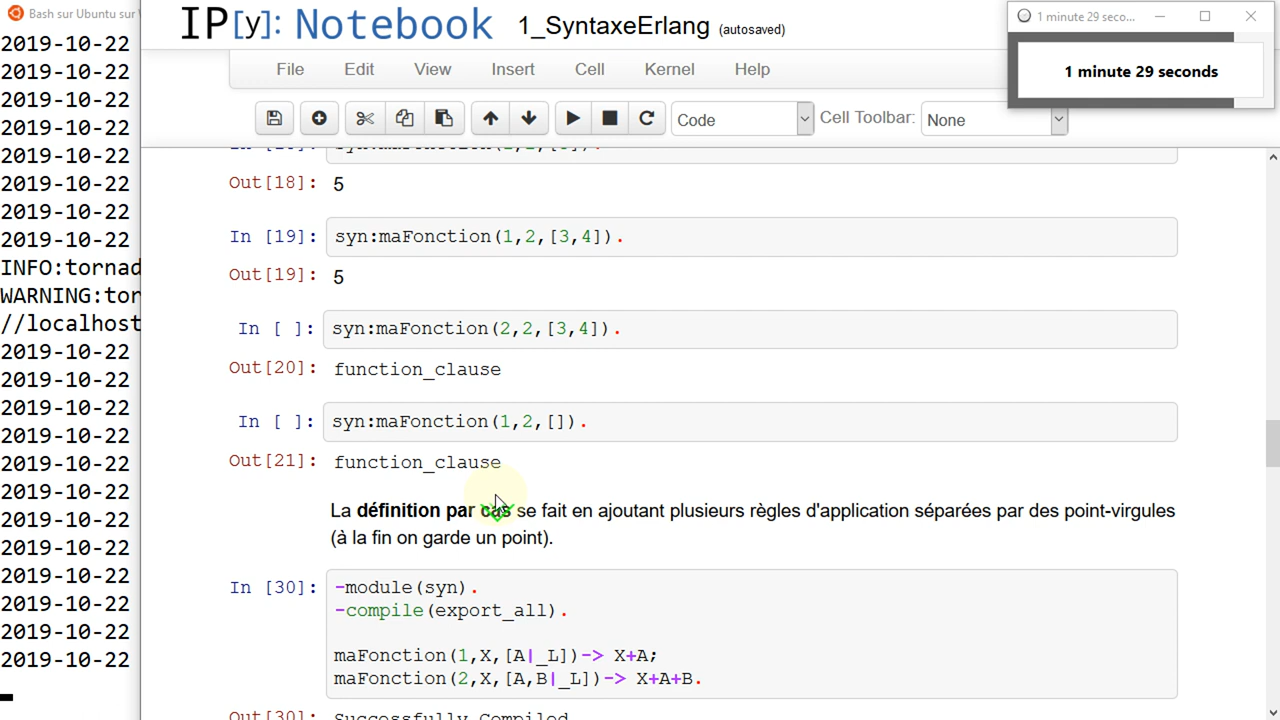 Bash sur Ubuntu sur
2019-10-22
2019-10-22
2019-10-22
2019-10-22
2019-10-22
2019-10-22
2019-10-22
2019-10-22
INFO:tornad
WARNING:tor
//localhost
2019-10-22
2019-10-22
2019-10-22
2019-10-22
2019-10-22
2019-10-22
2019-10-22
2019-10-22
2019-10-22
2019-10-22
2019-10-22
2019-10-22
IP[y]: Notebook 1_SyntaxeErlang (autosaved)
1 minute 29 seco...
1 minute 29 seconds
File Edit View Insert Cell Kernel Help
Code Cell Toolbar: None
Out[18]: 5
In [19]: syn:maFonction(1,2,[3,4]).
Out[19]: 5
In [ ]: syn:maFonction(2,2,[3,4]).
Out[20]: function_clause
In [ ]: syn:maFonction(1,2,[]).
Out[21]: function_clause
La définition par cas se fait en ajoutant plusieurs règles d'application séparées par des point-virgules
(à la fin on garde un point).
In [30]: -module(syn).
-compile(export_all).
maFonction(1,X,[A|_L])-> X+A;
maFonction(2,X,[A,B|_L])-> X+A+B.
Out[30]: Successfully Compiled